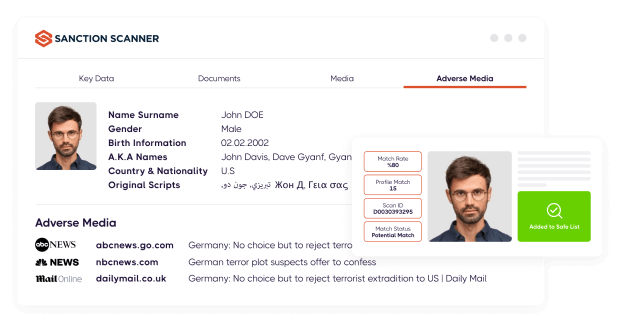 SANCTION SCANNER
Key Data Documents Media Adverse Media
Name Surname John DOE
Gender Male
Birth Information 02.02.2002
A.K.A Names John Davis, Dave Gyanf, Gyan
Country & Nationality U.S
Original Scripts تبريزي, جون دو, Жон Д, Γεια σας
Match Rate
%80
Profile Match
15
Scan ID
D0030393295
Match Status
Potential Match
Added to Safe List
Adverse Media
abc NEWS abcnews.go.com Germany: No choice but to reject terro
NEWS nbcnews.com German terror plot suspects offer to confess
Mail Online dailymail.co.uk Germany: No choice but to reject terrorist extradition to US | Daily Mail